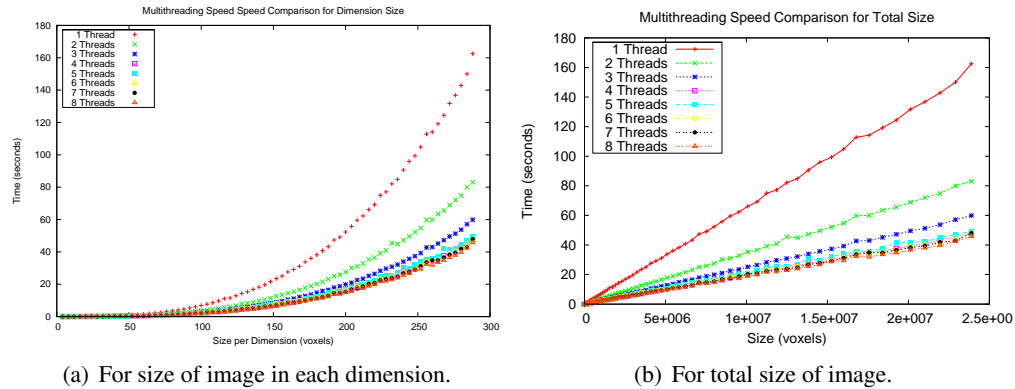 Multithreading Speed Speed Comparison for Dimension Size
180
160
140
120
100
80
60
40
20
0
Time (seconds)
1 Thread
2 Threads
3 Threads
4 Threads
5 Threads
6 Threads
7 Threads
8 Threads
0
50
100
150
200
250
300
Size per Dimension (voxels)
(a) For size of image in each dimension.
Multithreading Speed Comparison for Total Size
180
160
140
120
100
80
60
40
20
0
Time (seconds)
1 Thread
2 Threads
3 Threads
4 Threads
5 Threads
6 Threads
7 Threads
8 Threads
0
5e+006
1e+007
1.5e+007
2e+007
2.5e+00
Size (voxels)
(b) For total size of image.